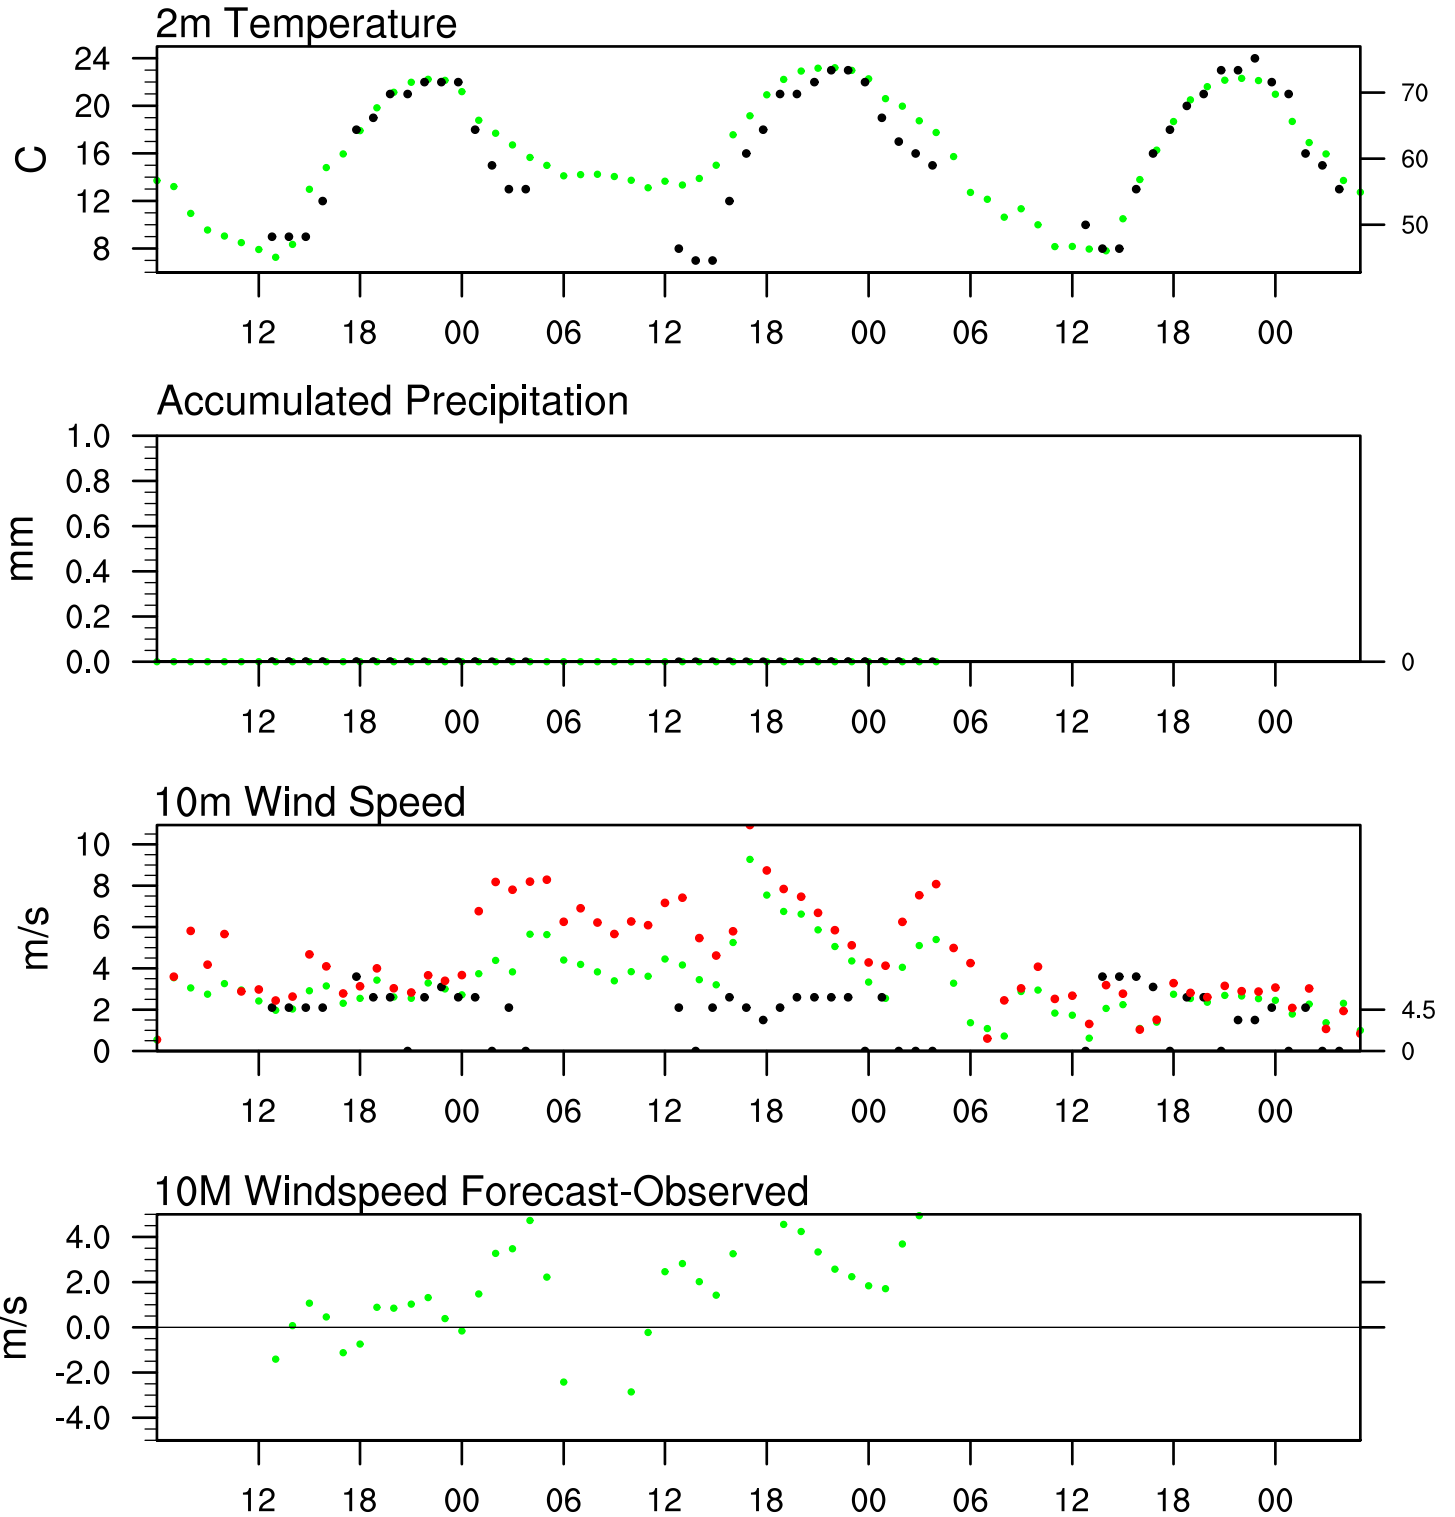 2m Temperature
24
20
16
12
8
C
70
60
50
12 18 00 06 12 18 00 06 12 18 00
Accumulated Precipitation
1.0
0.8
0.6
0.4
0.2
0.0
mm
0
12 18 00 06 12 18 00 06 12 18 00
10m Wind Speed
10
8
6
4
2
0
m/s
4.5
0
12 18 00 06 12 18 00 06 12 18 00
10M Windspeed Forecast-Observed
4.0
2.0
0.0
-2.0
-4.0
m/s
12 18 00 06 12 18 00 06 12 18 00